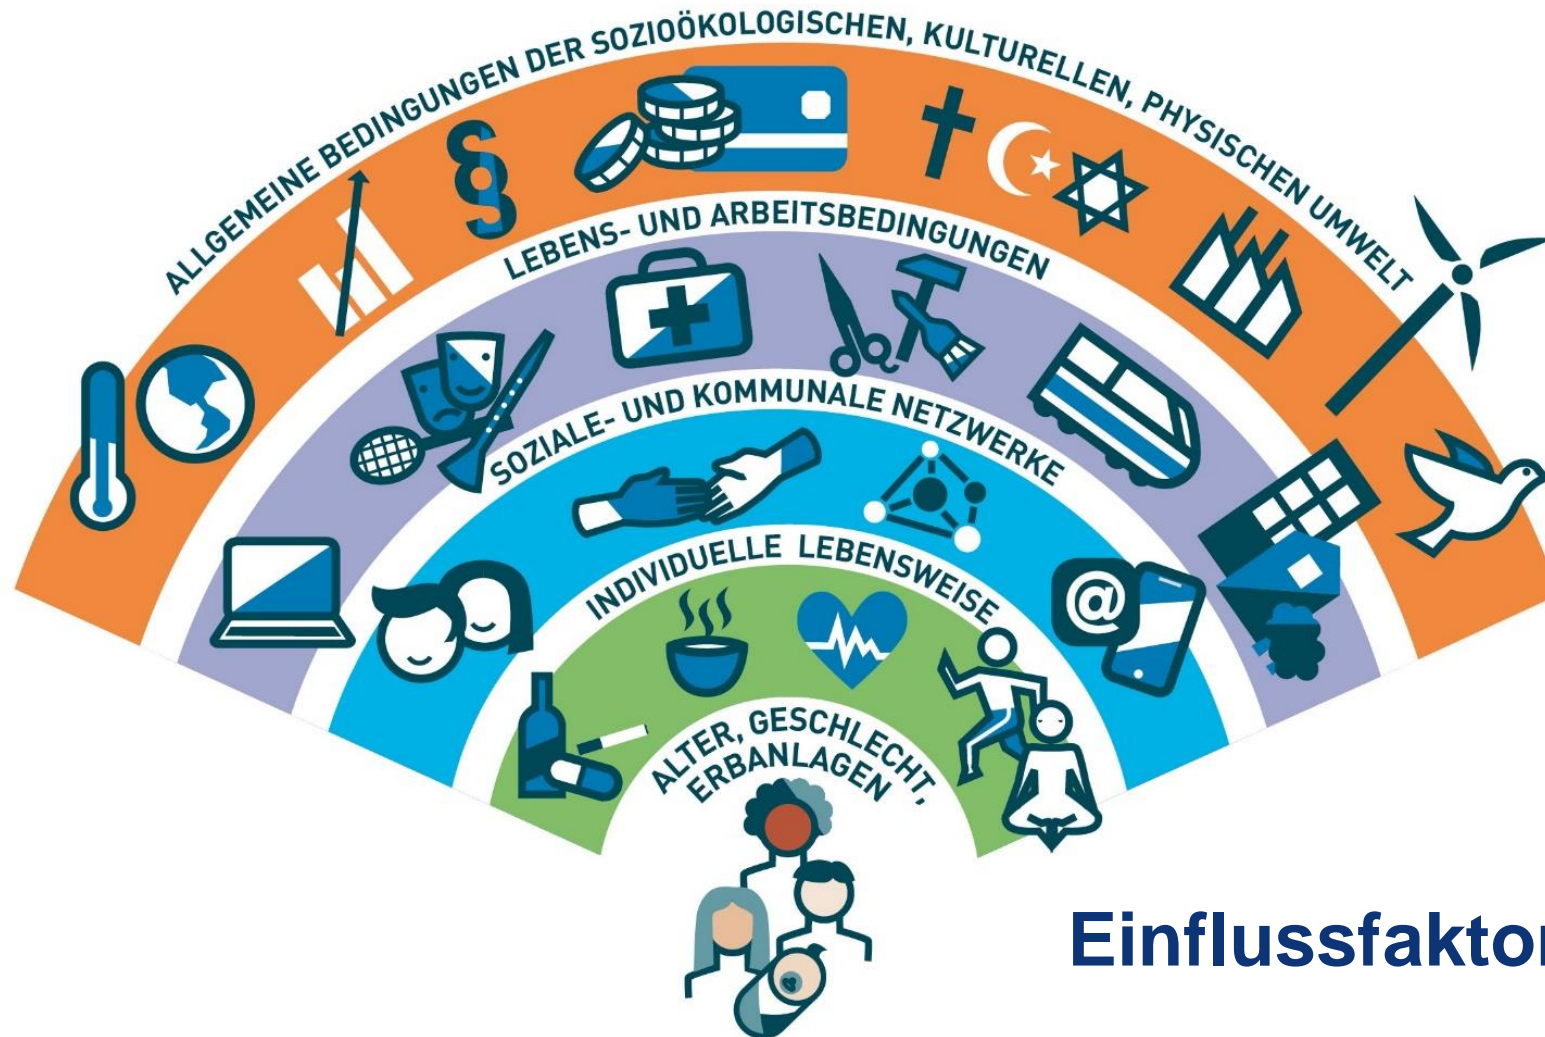 ALLGEMEINE BEDINGUNGEN DER SOZIOÖKOLOGISCHEN, KULTURELLEN, PHYSISCHEN UMWELT
LEBENS- UND ARBEITSBEDINGUNGEN
SOZIALE- UND KOMMUNALE NETZWERKE
INDIVIDUELLE LEBENSWEISE
@
ALTER, GESCHLECHT,
ERBANLAGEN
Einflussfaktor